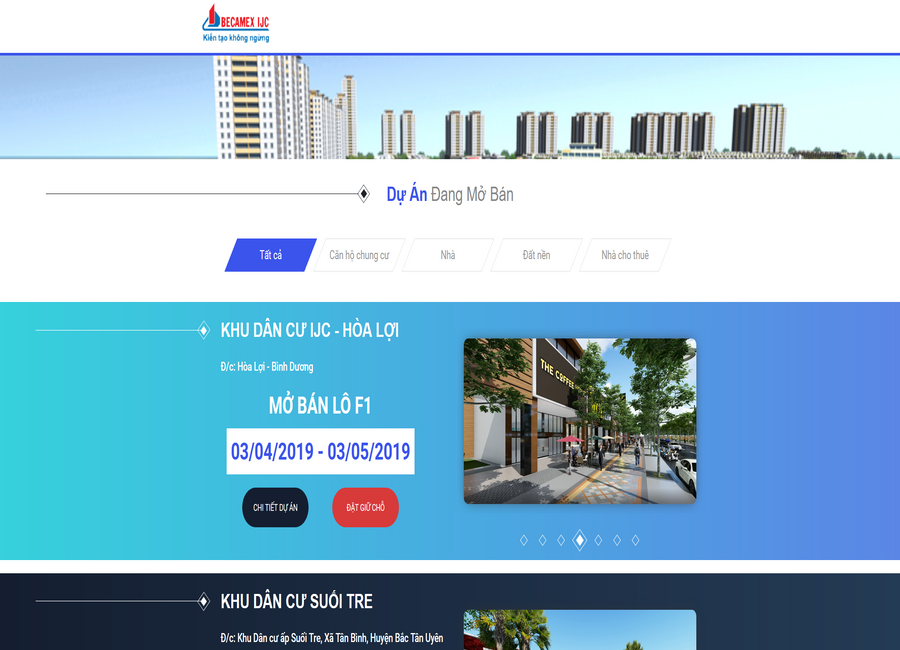 BECAMEX IJC
Kiến tạo không ngừng
Dự Án Đang Mở Bán
Tất cả
Căn hộ chung cư
Nhà
Đất nền
Nhà cho thuê
KHU DÂN CƯ IJC - HÒA LỢI
Đ/c: Hòa Lợi - Bình Dương
MỞ BÁN LÔ F1
03/04/2019 - 03/05/2019
CHI TIẾT DỰ ÁN
ĐẶT GIỮ CHỖ
THE COFFEE
KHU DÂN CƯ SUỐI TRE
Đ/c: Khu Dân cư ấp Suối Tre, Xã Tân Bình, Huyện Bắc Tân Uyên